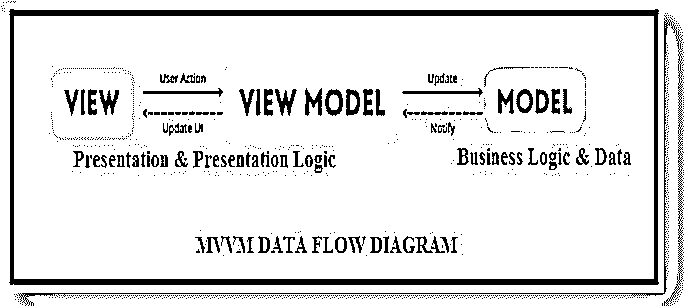 User Action
Update
VIEW
VIEW MODEL
MODEL
Update UI
Notify
Presentation & Presentation Logic
Business Logic & Data
MVVM DATA FLOW DIAGRAM